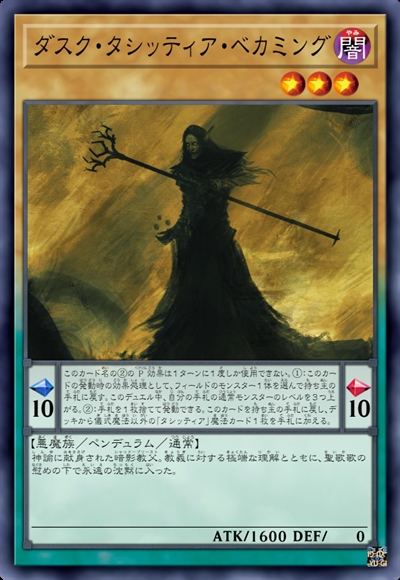 ダスク・タシッティア・ベカミング
闇
やみ
このカード名の②のP効果は1ターンに1度しか使用できない。①:このカー
ドの発動時の効果処理として、フィールドのモンスター1体を選んで持ち主の
手札に戻す。このデュエル中、自分の手札の通常モンスターのレベルを3つ上
がる。②:手札を1枚捨てて発動できる。このカードを持ち主の手札に戻し、デ
ッキから儀式魔法以外の「タシッティア」魔法カード1枚を手札に加える。
10
10
【悪魔族/ペンデュラム/通常】
神諭に献身された暗影教父。教義に対する極端な理解とともに、聖歌歌の
慰めの下で永遠の沈黙に入った。
ATK/1600 DEF/ 0